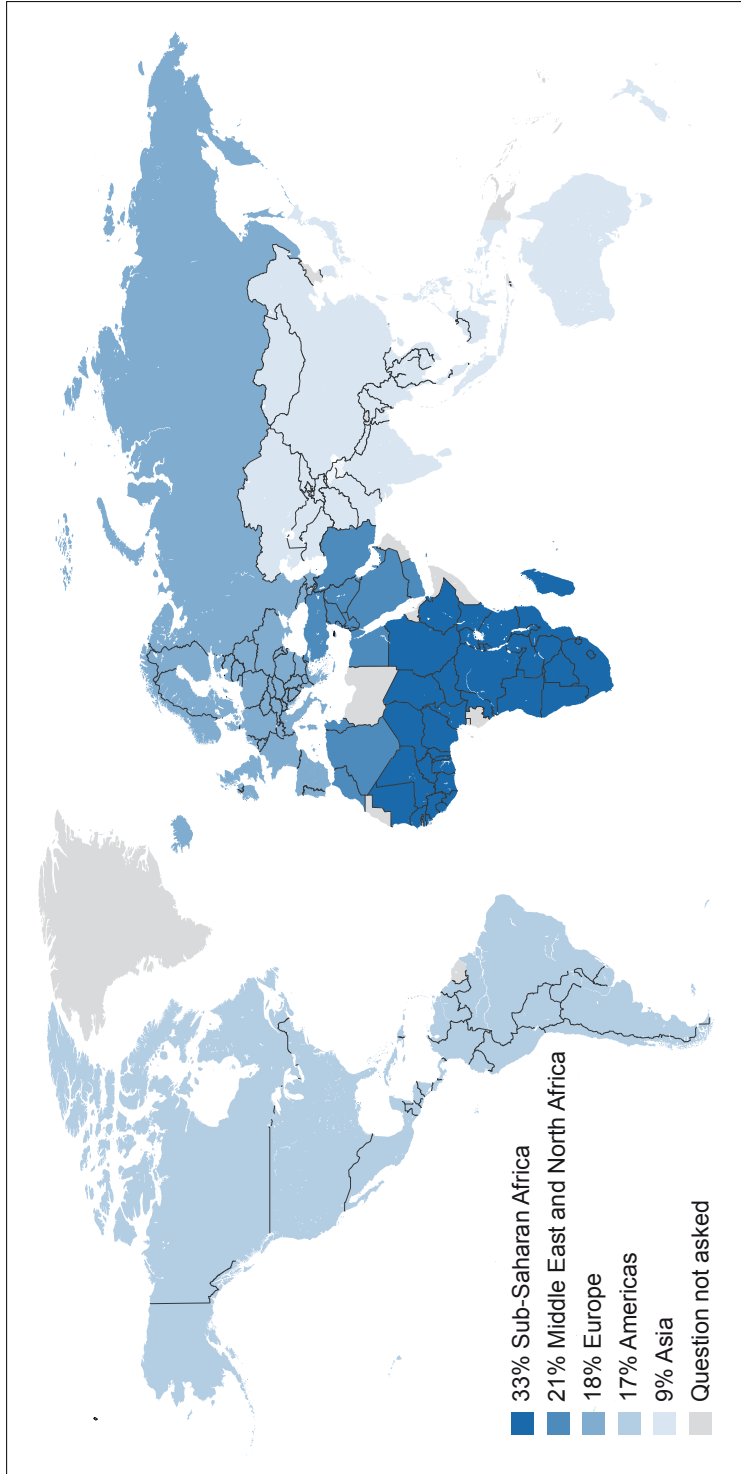 33% Sub-Saharan Africa
21% Middle East and North Africa
18% Europe
17% Americas
9% Asia
Question not asked